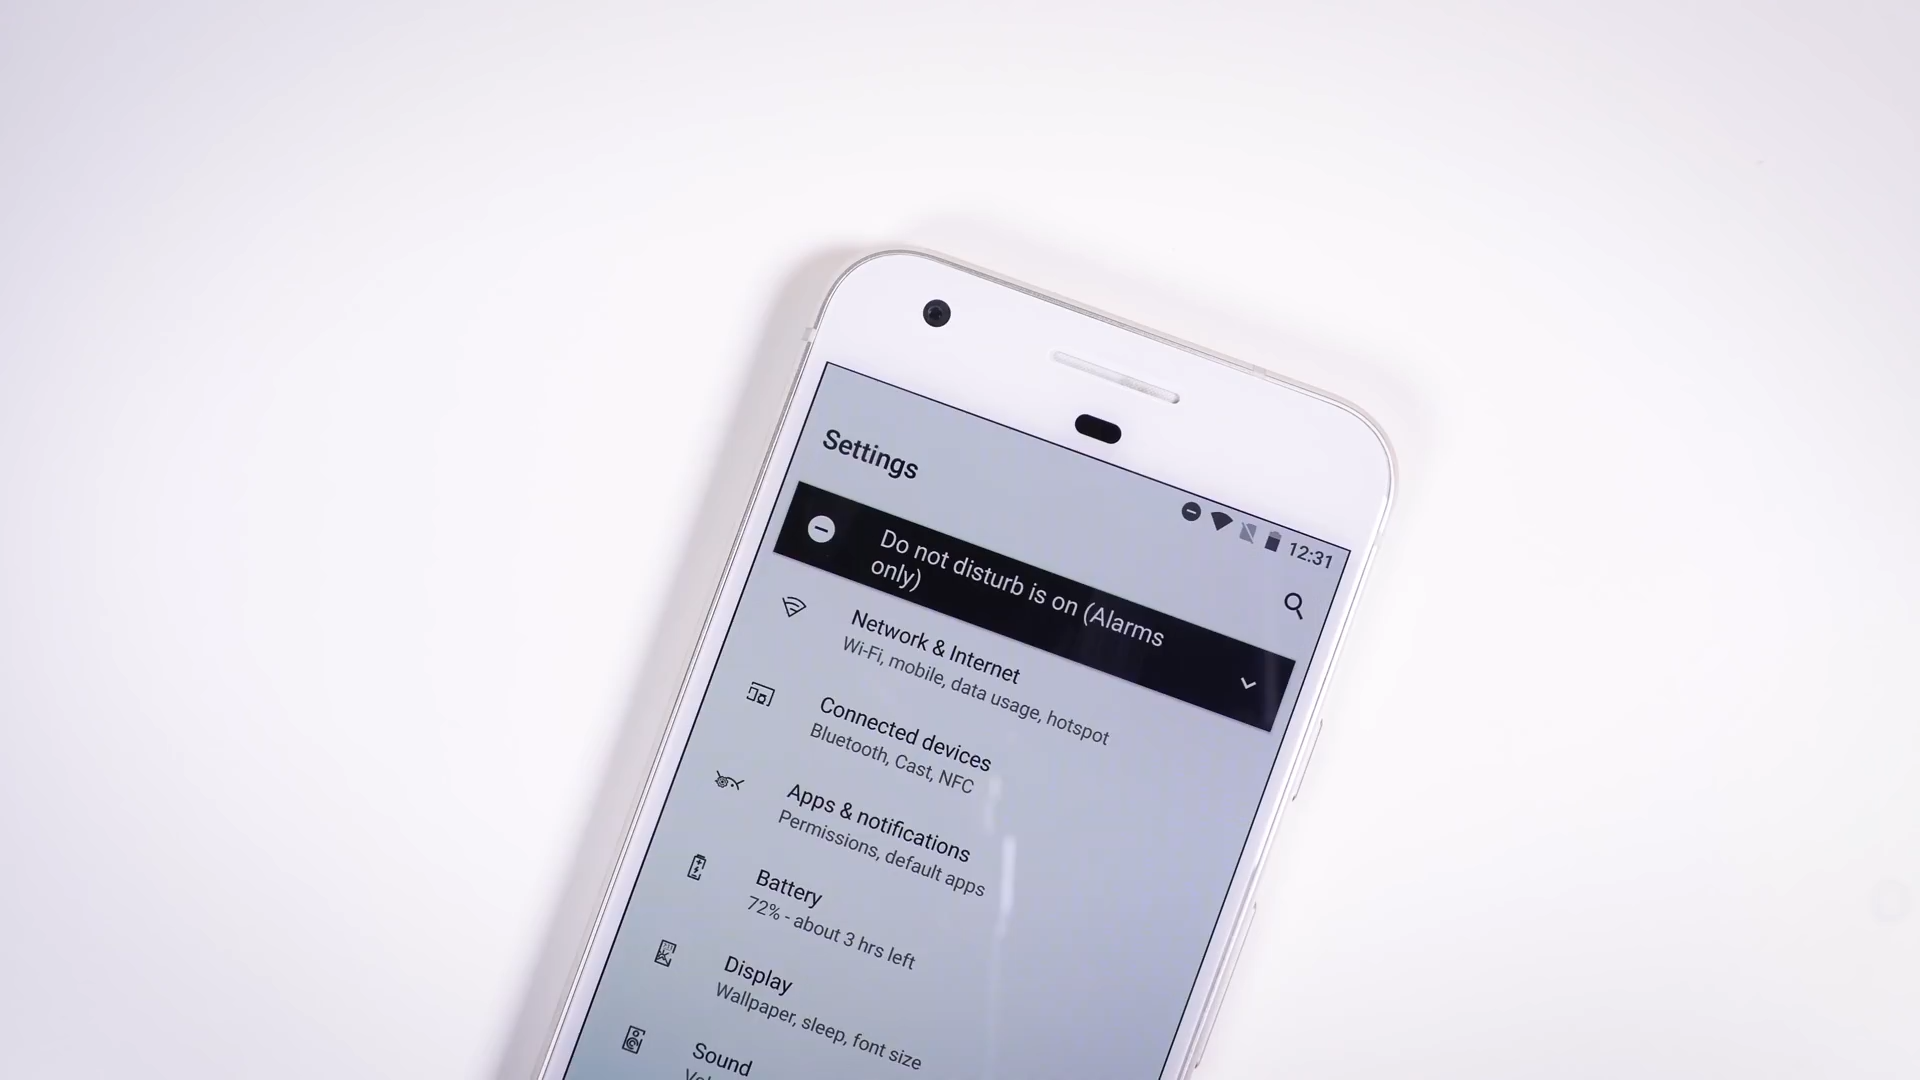 12:31
Settings
Do not disturb is on (Alarms
only)
Network & Internet
Wi-Fi, mobile, data usage, hotspot
Connected devices
Bluetooth, Cast, NFC
Apps & notifications
Permissions, default apps
Battery
72% - about 3 hrs left
Display
Wallpaper, sleep, font size
Sound